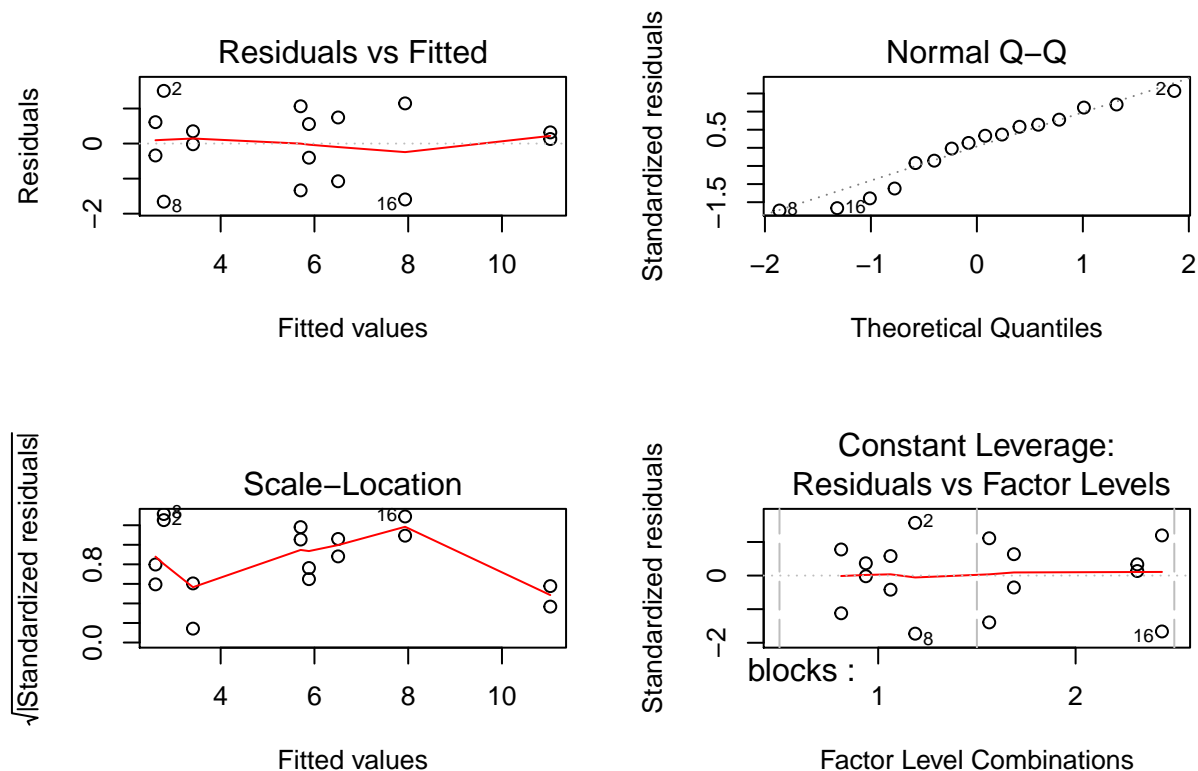 Residuals vs Fitted
Residuals
0
−2
2
8
16
4 6 8 10
Fitted values
Normal Q−Q
Standardized residuals
0.5
−1.5
2
8
16
−2 −1 0 1 2
Theoretical Quantiles
Scale−Location
√|Standardized residuals|
0.8
0.0
8
2
16
4 6 8 10
Fitted values
Constant Leverage:
Residuals vs Factor Levels
Standardized residuals
0
−2
2
8
16
blocks :
1 2
Factor Level Combinations